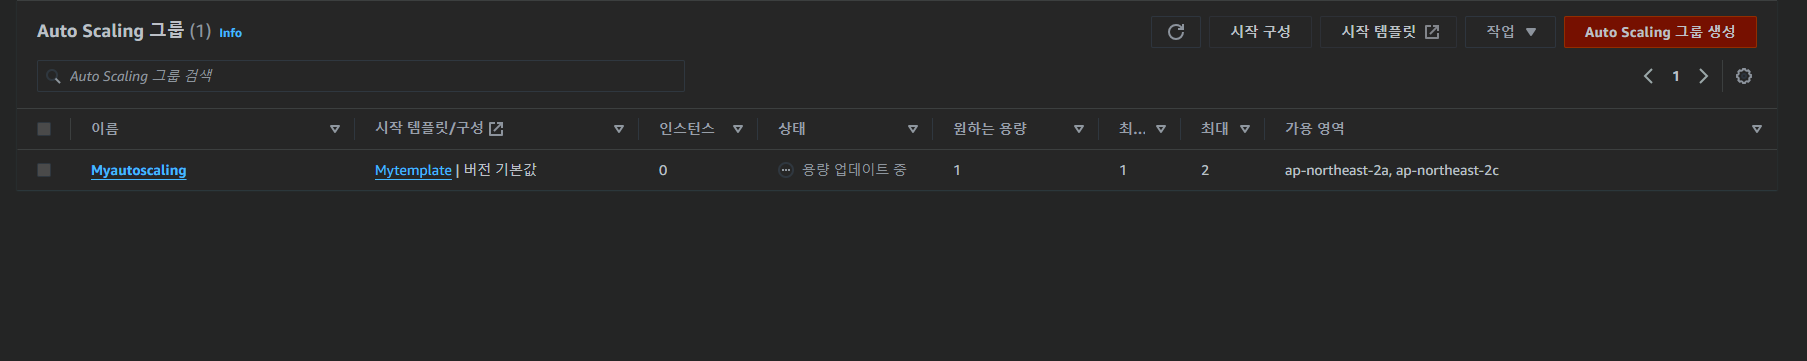 Auto Scaling 그룹 (1) Info
시작 구성
시작 템플릿
작업
Auto Scaling 그룹 생성
Auto Scaling 그룹 검색
1
이름 시작 템플릿/구성 인스턴스 상태 원하는 용량 최... 최대 가용 영역
Myautoscaling Mytemplate | 버전 기본값 0 용량 업데이트 중 1 1 2 ap-northeast-2a, ap-northeast-2c